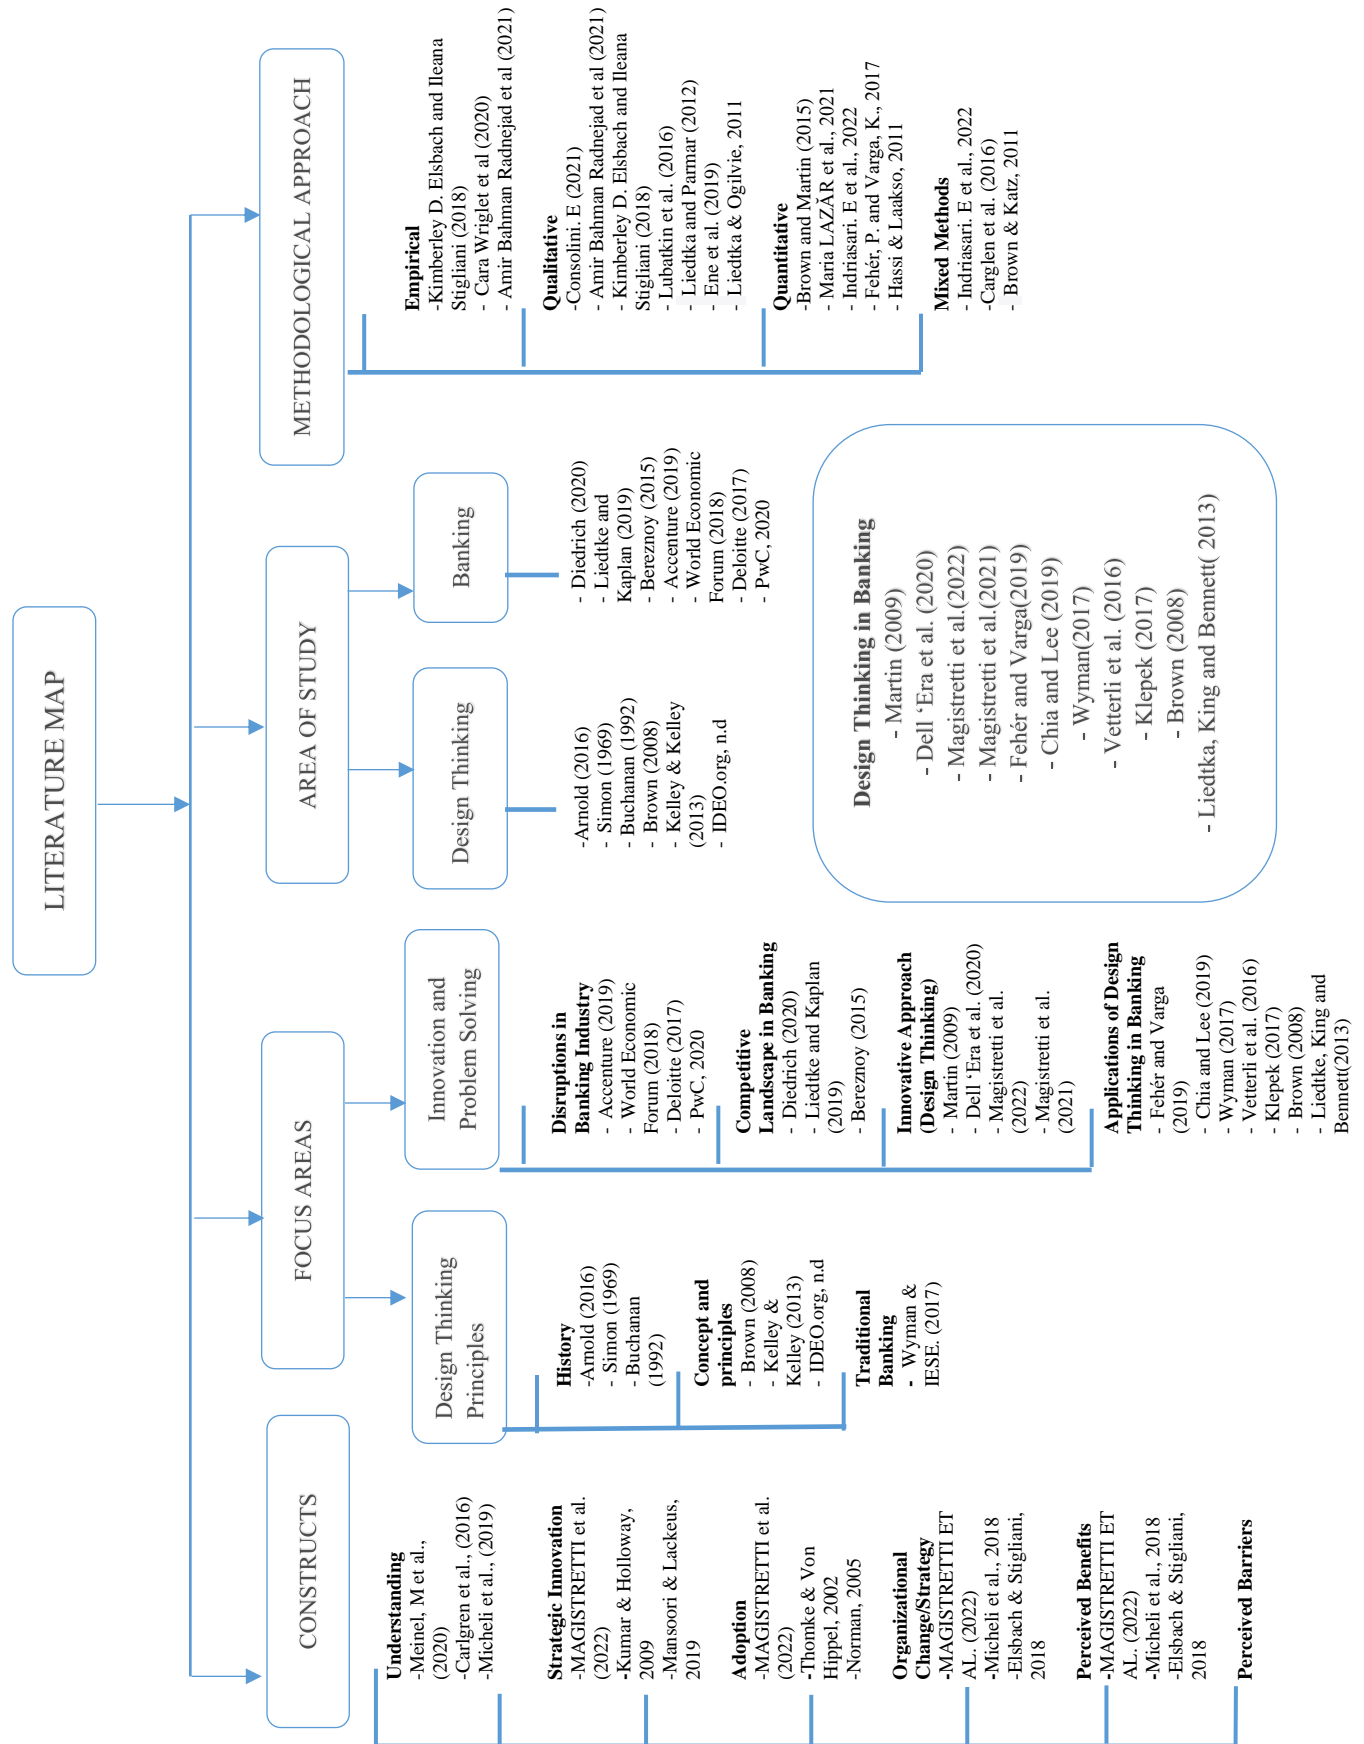 LITERATURE MAP
CONSTRUCTS
Understanding
-Meinel, M et al.,
(2020)
-Carlgren et al., (2016)
-Micheli et al., (2019)
Strategic Innovation
-MAGISTRETTI et al.
(2022)
-Kumar & Holloway,
2009
-Mansoori & Lackeus,
2019
Adoption
-MAGISTRETTI et al.
(2022)
-Thomke & Von
Hippel, 2002
-Norman, 2005
Organizational
Change/Strategy
-MAGISTRETTI ET
AL. (2022)
-Micheli et al., 2018
-Elsbach & Stigliani,
2018
Perceived Benefits
-MAGISTRETTI ET
AL. (2022)
-Micheli et al., 2018
-Elsbach & Stigliani,
2018
Perceived Barriers
FOCUS AREAS
Design Thinking
Principles
History
-Arnold (2016)
- Simon (1969)
- Buchanan
(1992)
Concept and
principles
- Brown (2008)
- Kelley &
Kelley (2013)
- IDEO.org, n.d
Traditional
Banking
- Wyman &
IESE. (2017)
Innovation and
Problem Solving
Disruptions in
Banking Industry
- Accenture (2019)
- World Economic
Forum (2018)
- Deloitte (2017)
- PwC, 2020
Competitive
Landscape in Banking
- Diedrich (2020)
- Liedtke and Kaplan
(2019)
- Bereznoy (2015)
Innovative Approach
(Design Thinking)
- Martin (2009)
- Dell ‘Era et al. (2020)
- Magistretti et al.
(2022)
- Magistretti et al.
(2021)
Applications of Design
Thinking in Banking
- Fehér and Varga
(2019)
- Chia and Lee (2019)
- Wyman (2017)
- Vetterli et al. (2016)
- Klepek (2017)
- Brown (2008)
- Liedtke, King and
Bennett(2013)
AREA OF STUDY
Design Thinking
-Arnold (2016)
- Simon (1969)
- Buchanan (1992)
- Brown (2008)
- Kelley & Kelley
(2013)
- IDEO.org, n.d
Banking
- Diedrich (2020)
- Liedtke and
Kaplan (2019)
- Bereznoy (2015)
- Accenture (2019)
- World Economic
Forum (2018)
- Deloitte (2017)
- PwC, 2020
Design Thinking in Banking
- Martin (2009)
- Dell ‘Era et al. (2020)
- Magistretti et al.(2022)
- Magistretti et al.(2021)
- Fehér and Varga(2019)
- Chia and Lee (2019)
- Wyman(2017)
- Vetterli et al. (2016)
- Klepek (2017)
- Brown (2008)
- Liedtka, King and Bennett( 2013)
METHODOLOGICAL APPROACH
Empirical
-Kimberley D. Elsbach and Ileana
Stigliani (2018)
- Cara Wriglet et al (2020)
- Amir Bahman Radnejad et al (2021)
Qualitative
-Consolini. E (2021)
- Amir Bahman Radnejad et al (2021)
- Kimberley D. Elsbach and Ileana
Stigliani (2018)
- Lubatkin et al. (2016)
- Liedtka and Parmar (2012)
- Ene et al. (2019)
- Liedtka & Ogilvie, 2011
Quantitative
-Brown and Martin (2015)
- Maria LAZĂR et al., 2021
- Indriasari. E et al., 2022
- Fehér, P. and Varga, K., 2017
- Hassi & Laakso, 2011
Mixed Methods
- Indriasari. E et al., 2022
-Carglen et al. (2016)
- Brown & Katz, 2011